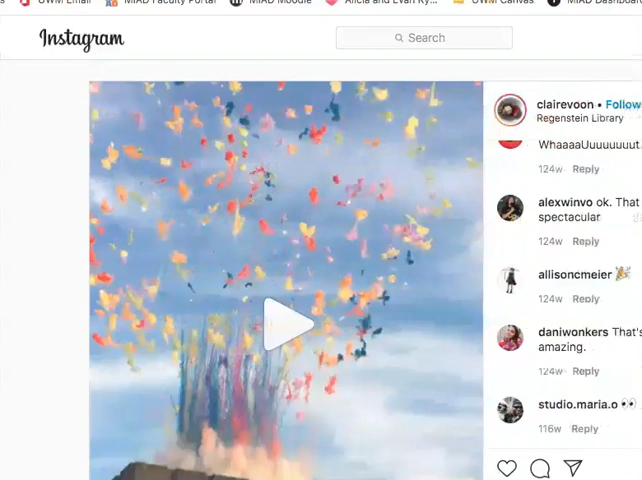 UWM Email
MIAD Faculty Portal
MIAD Moodle
Alicia and Evan Ry...
UWM Canvas
MIAD Dashboard
Instagram
Search
clairevoon • Follow
Regenstein Library
WhaaaaUuuuuuuut
124w Reply
alexwinvo ok. That
spectacular
124w Reply
allisoncmeier 🎉
124w Reply
daniwonkers That's
amazing.
124w Reply
studio.maria.o 👀
116w Reply